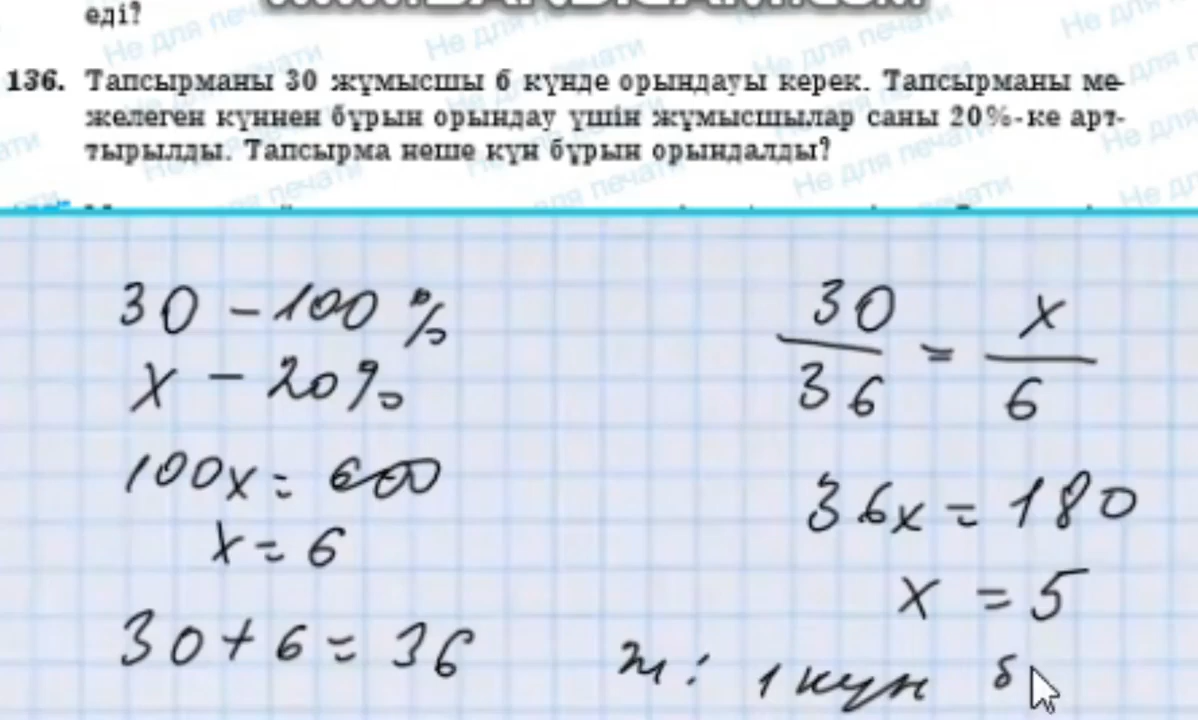 еді?
136. Тапсырманы 30 жұмысшы 6 күнде орындауы керек. Тапсырманы ме-
желеген күннен бұрын орындау үшін жұмысшылар саны 20%-ке арт-
тырылды. Тапсырма неше күн бұрын орындалды?
30 - 100 %
x - 20%
100x = 600
x = 6
30 + 6 = 36
30/36 = x/6
36x = 180
x = 5
ж: 1 күн б